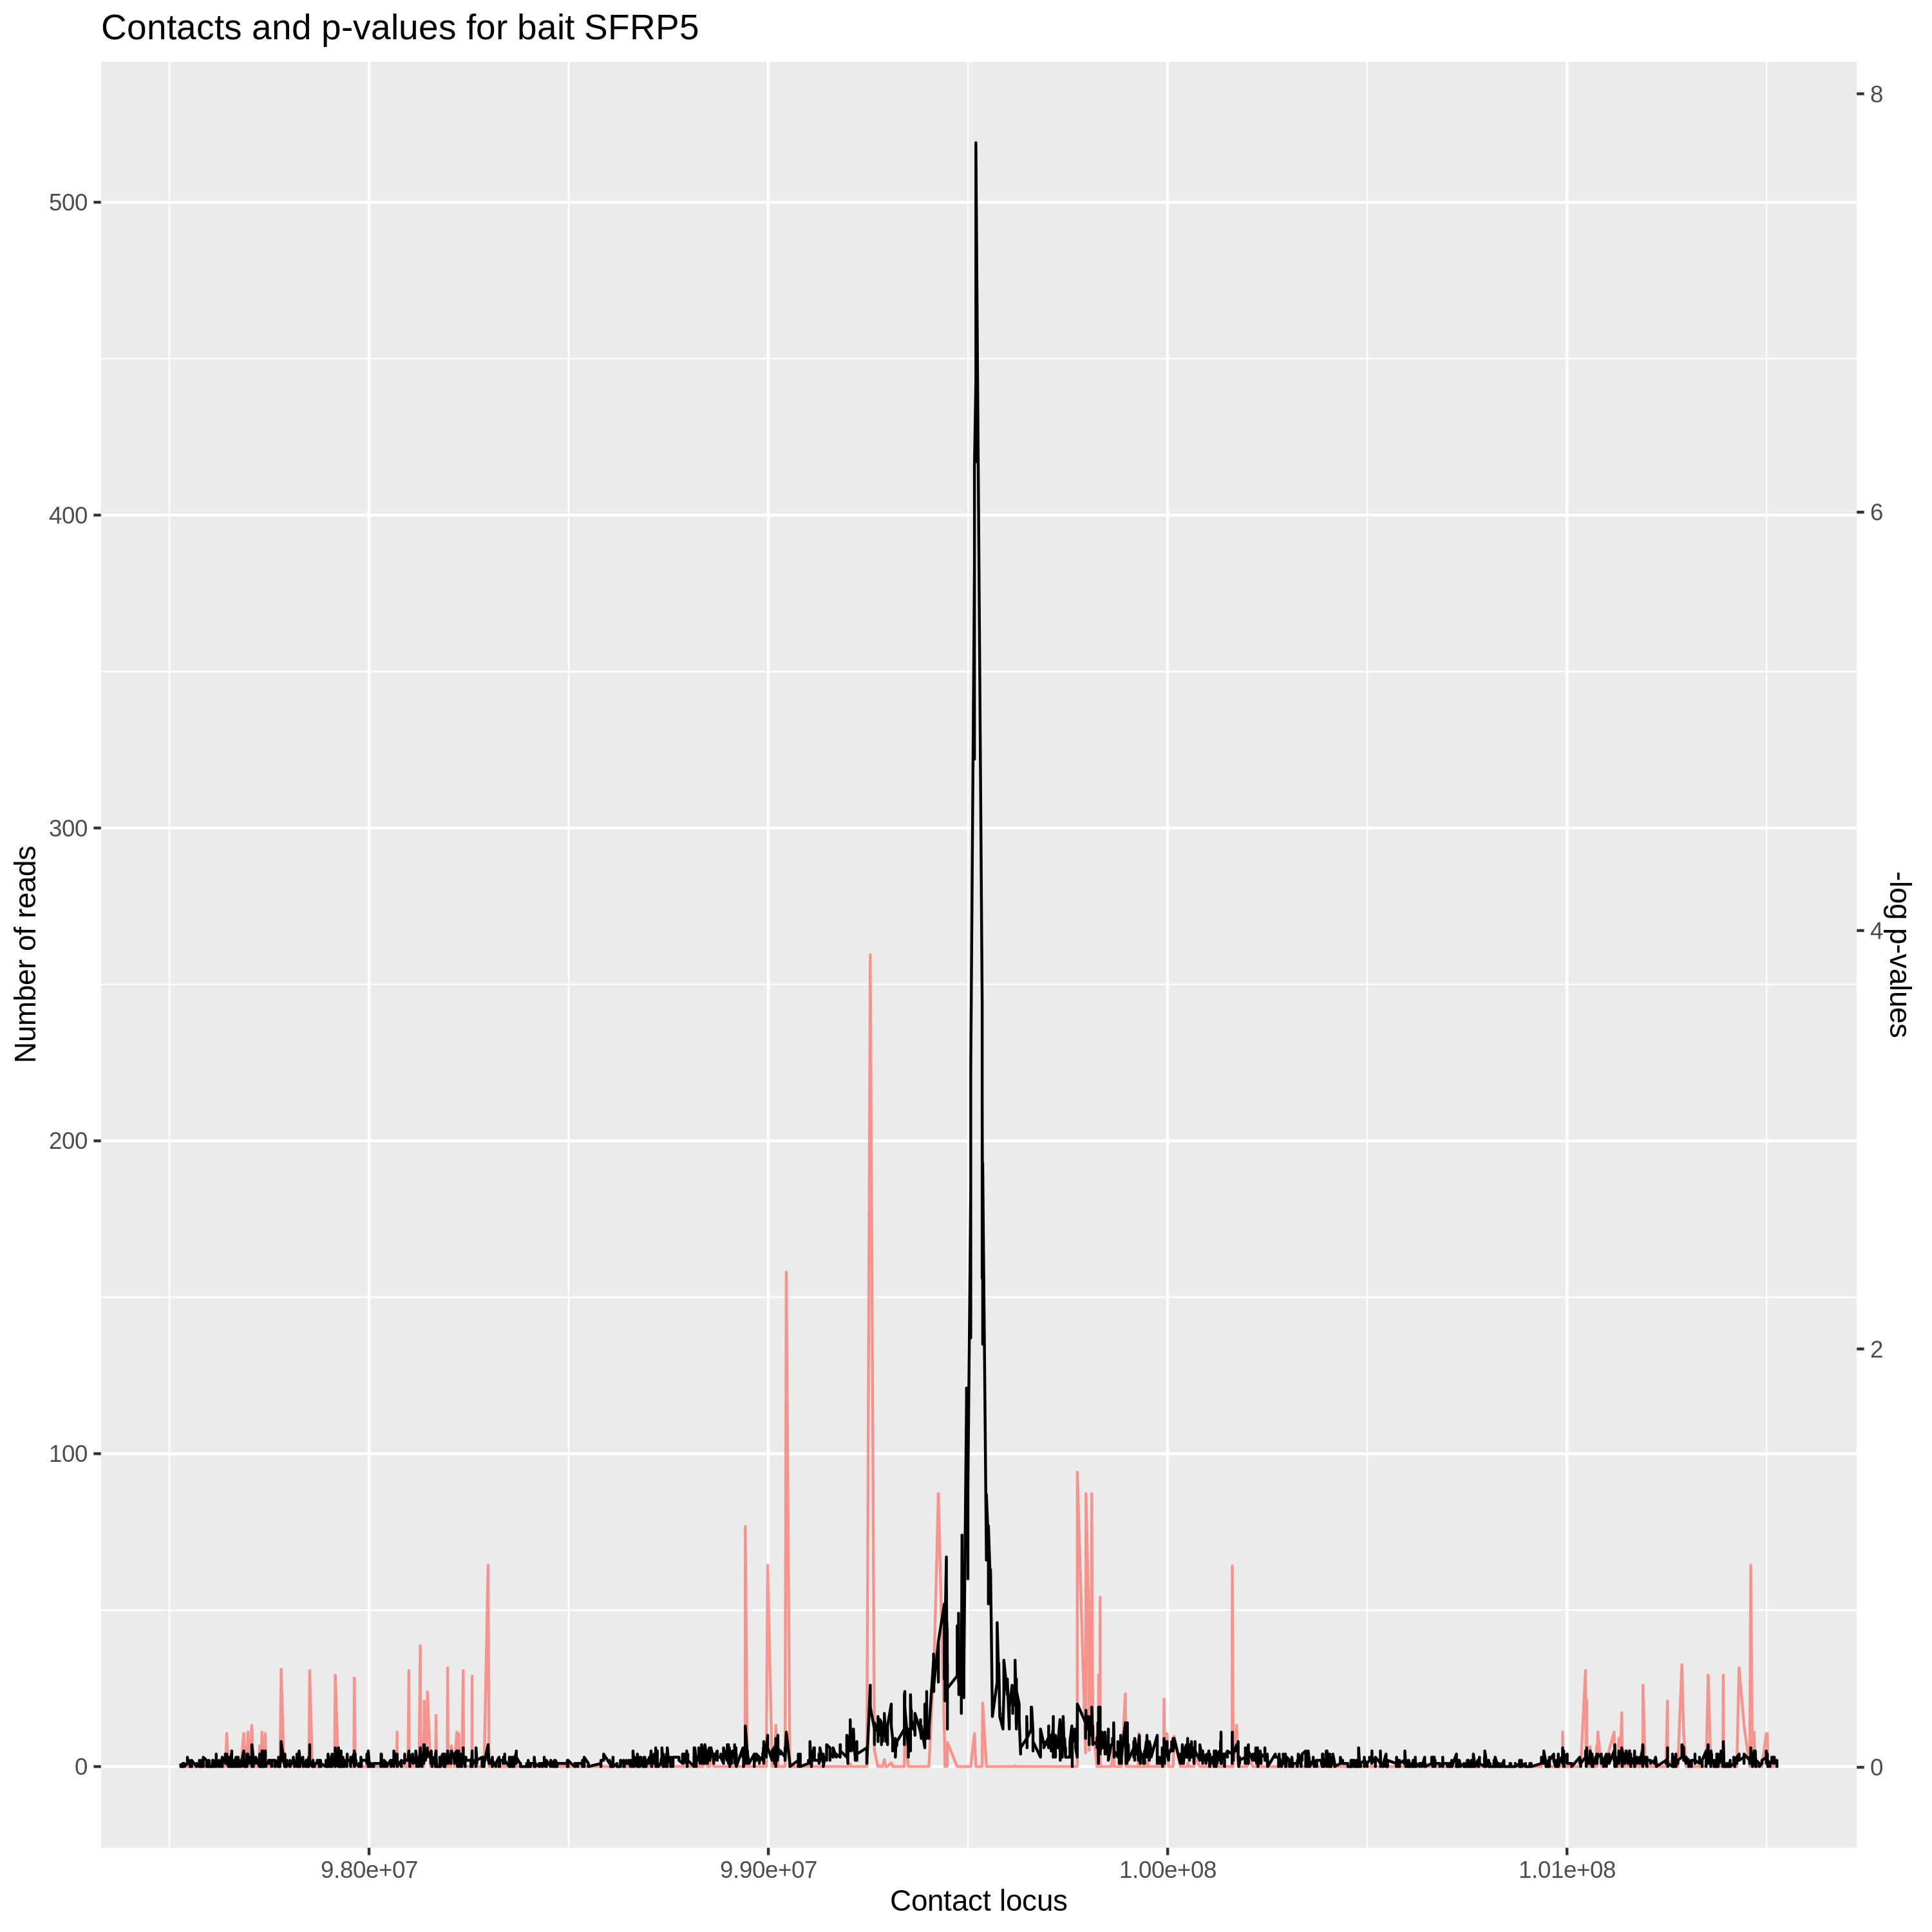 Contacts and p-values for bait SFRP5
8
500
400
6
300
Number of reads
4
-log p-values
200
2
100
0
0
9.80e+07
9.90e+07
1.00e+08
1.01e+08
Contact locus